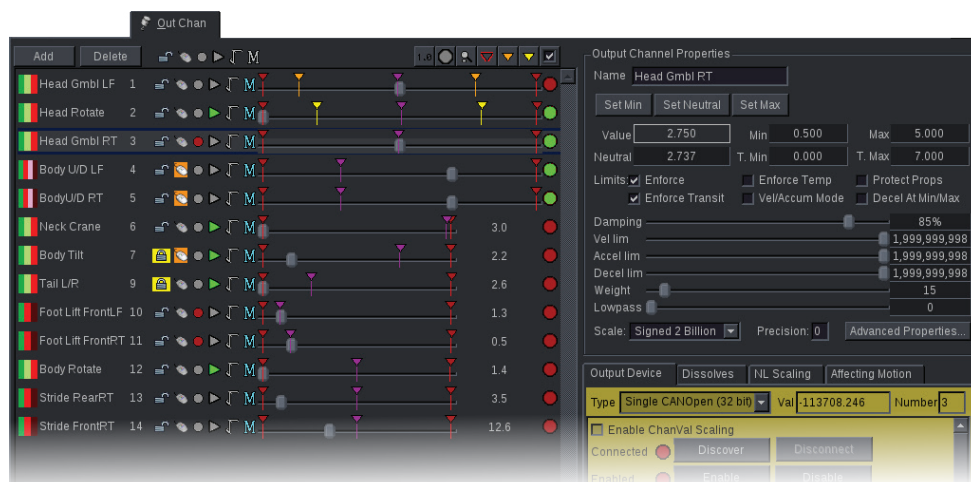 Out Chan
Add Delete M 1.0
Head Gmbl LF 1 M
Head Rotate 2 M
Head Gmbl RT 3 M
Body U/D LF 4 M
BodyU/D RT 5 M
Neck Crane 6 M 3.0
Body Tilt 7 M 2.2
Tail L/R 9 M 2.6
Foot Lift FrontLF 10 M 1.3
Foot Lift FrontRT 11 M 0.5
Body Rotate 12 M 1.4
Stride RearRT 13 M 3.5
Stride FrontRT 14 M 12.6
Output Channel Properties
Name Head Gmbl RT
Set Min Set Neutral Set Max
Value 2.750 Min 0.500 Max 5.000
Neutral 2.737 T. Min 0.000 T. Max 7.000
Limits: Enforce Enforce Temp Protect Props
Enforce Transit Vel/Accum Mode Decel At Min/Max
Damping 85%
Vel lim 1,999,999,998
Accel lim 1,999,999,998
Decel lim 1,999,999,998
Weight 15
Lowpass 0
Scale: Signed 2 Billion Precision: 0 Advanced Properties...
Output Device Dissolves NL Scaling Affecting Motion
Type Single CANOpen (32 bit) Val -113708.246 Number 3
Enable ChanVal Scaling
Connected Discover Disconnect
Enabled Enable Disable